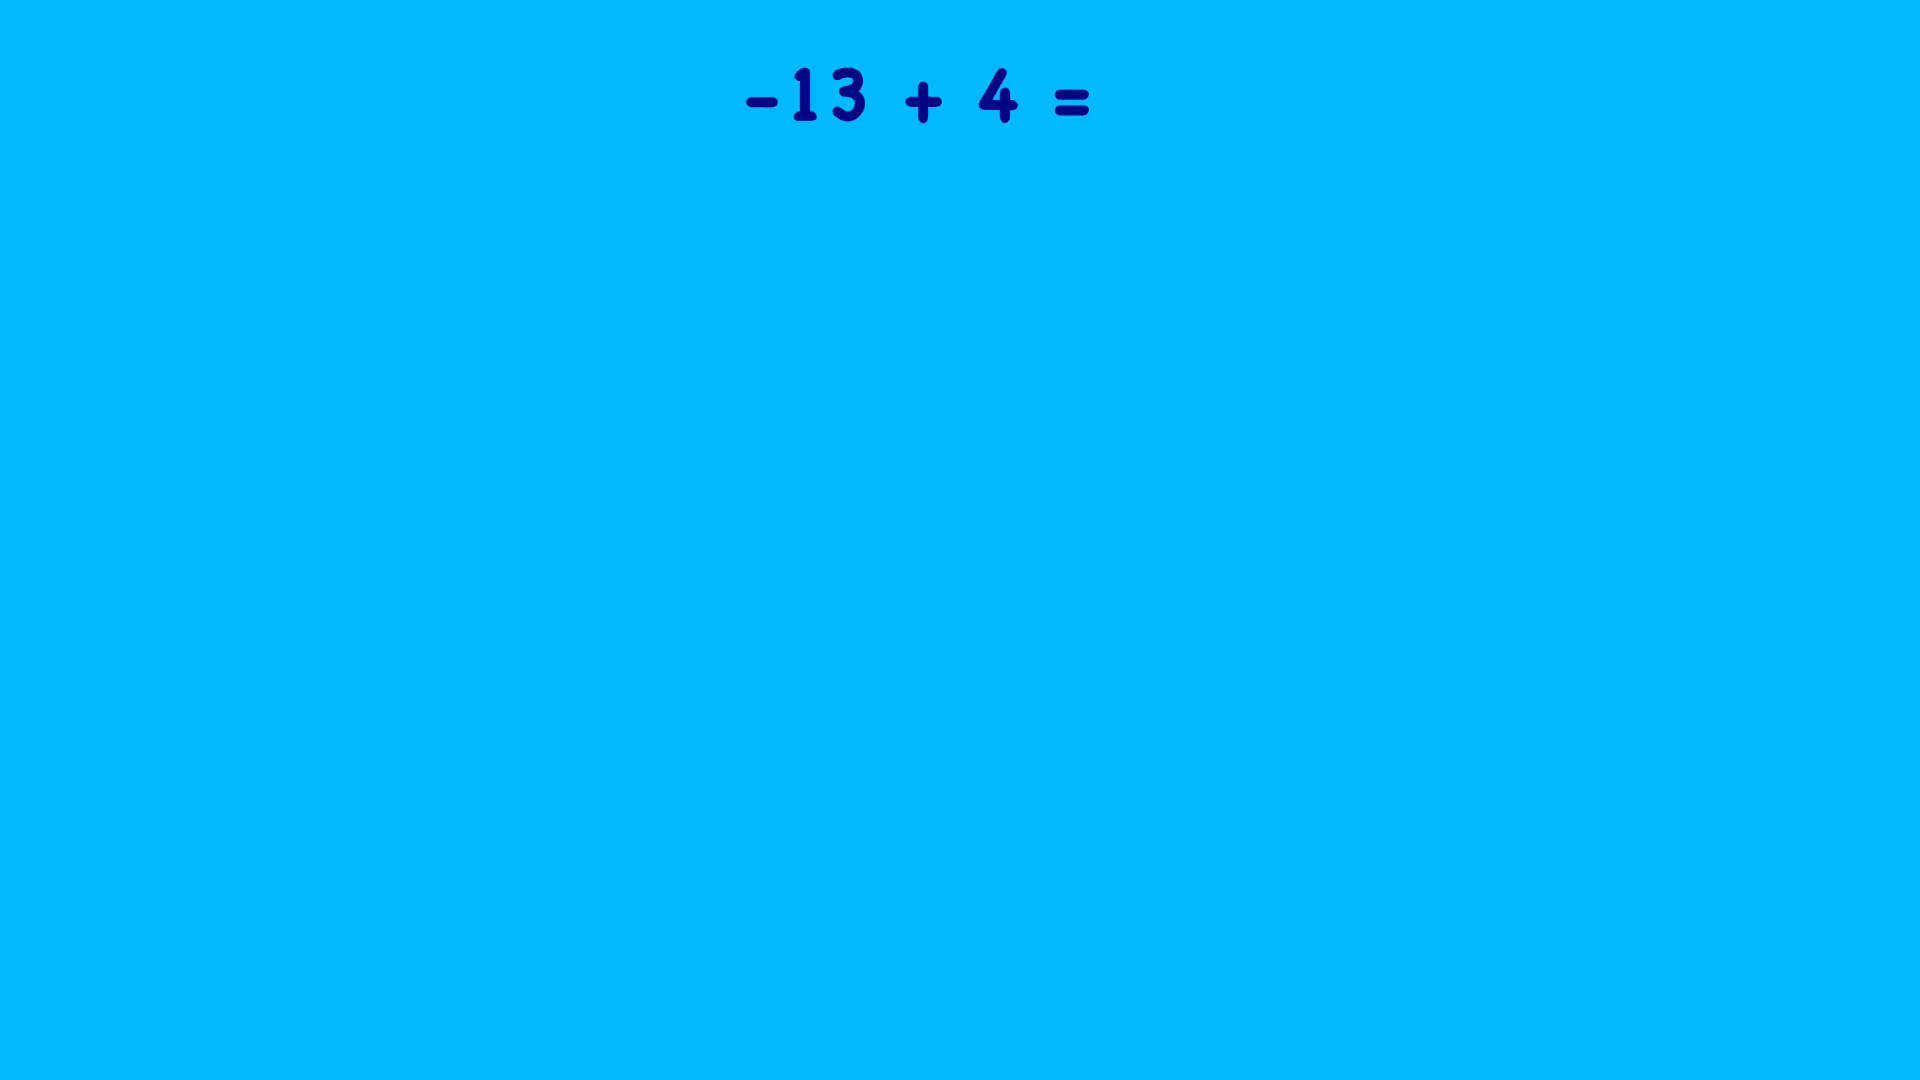 -13 + 4 =